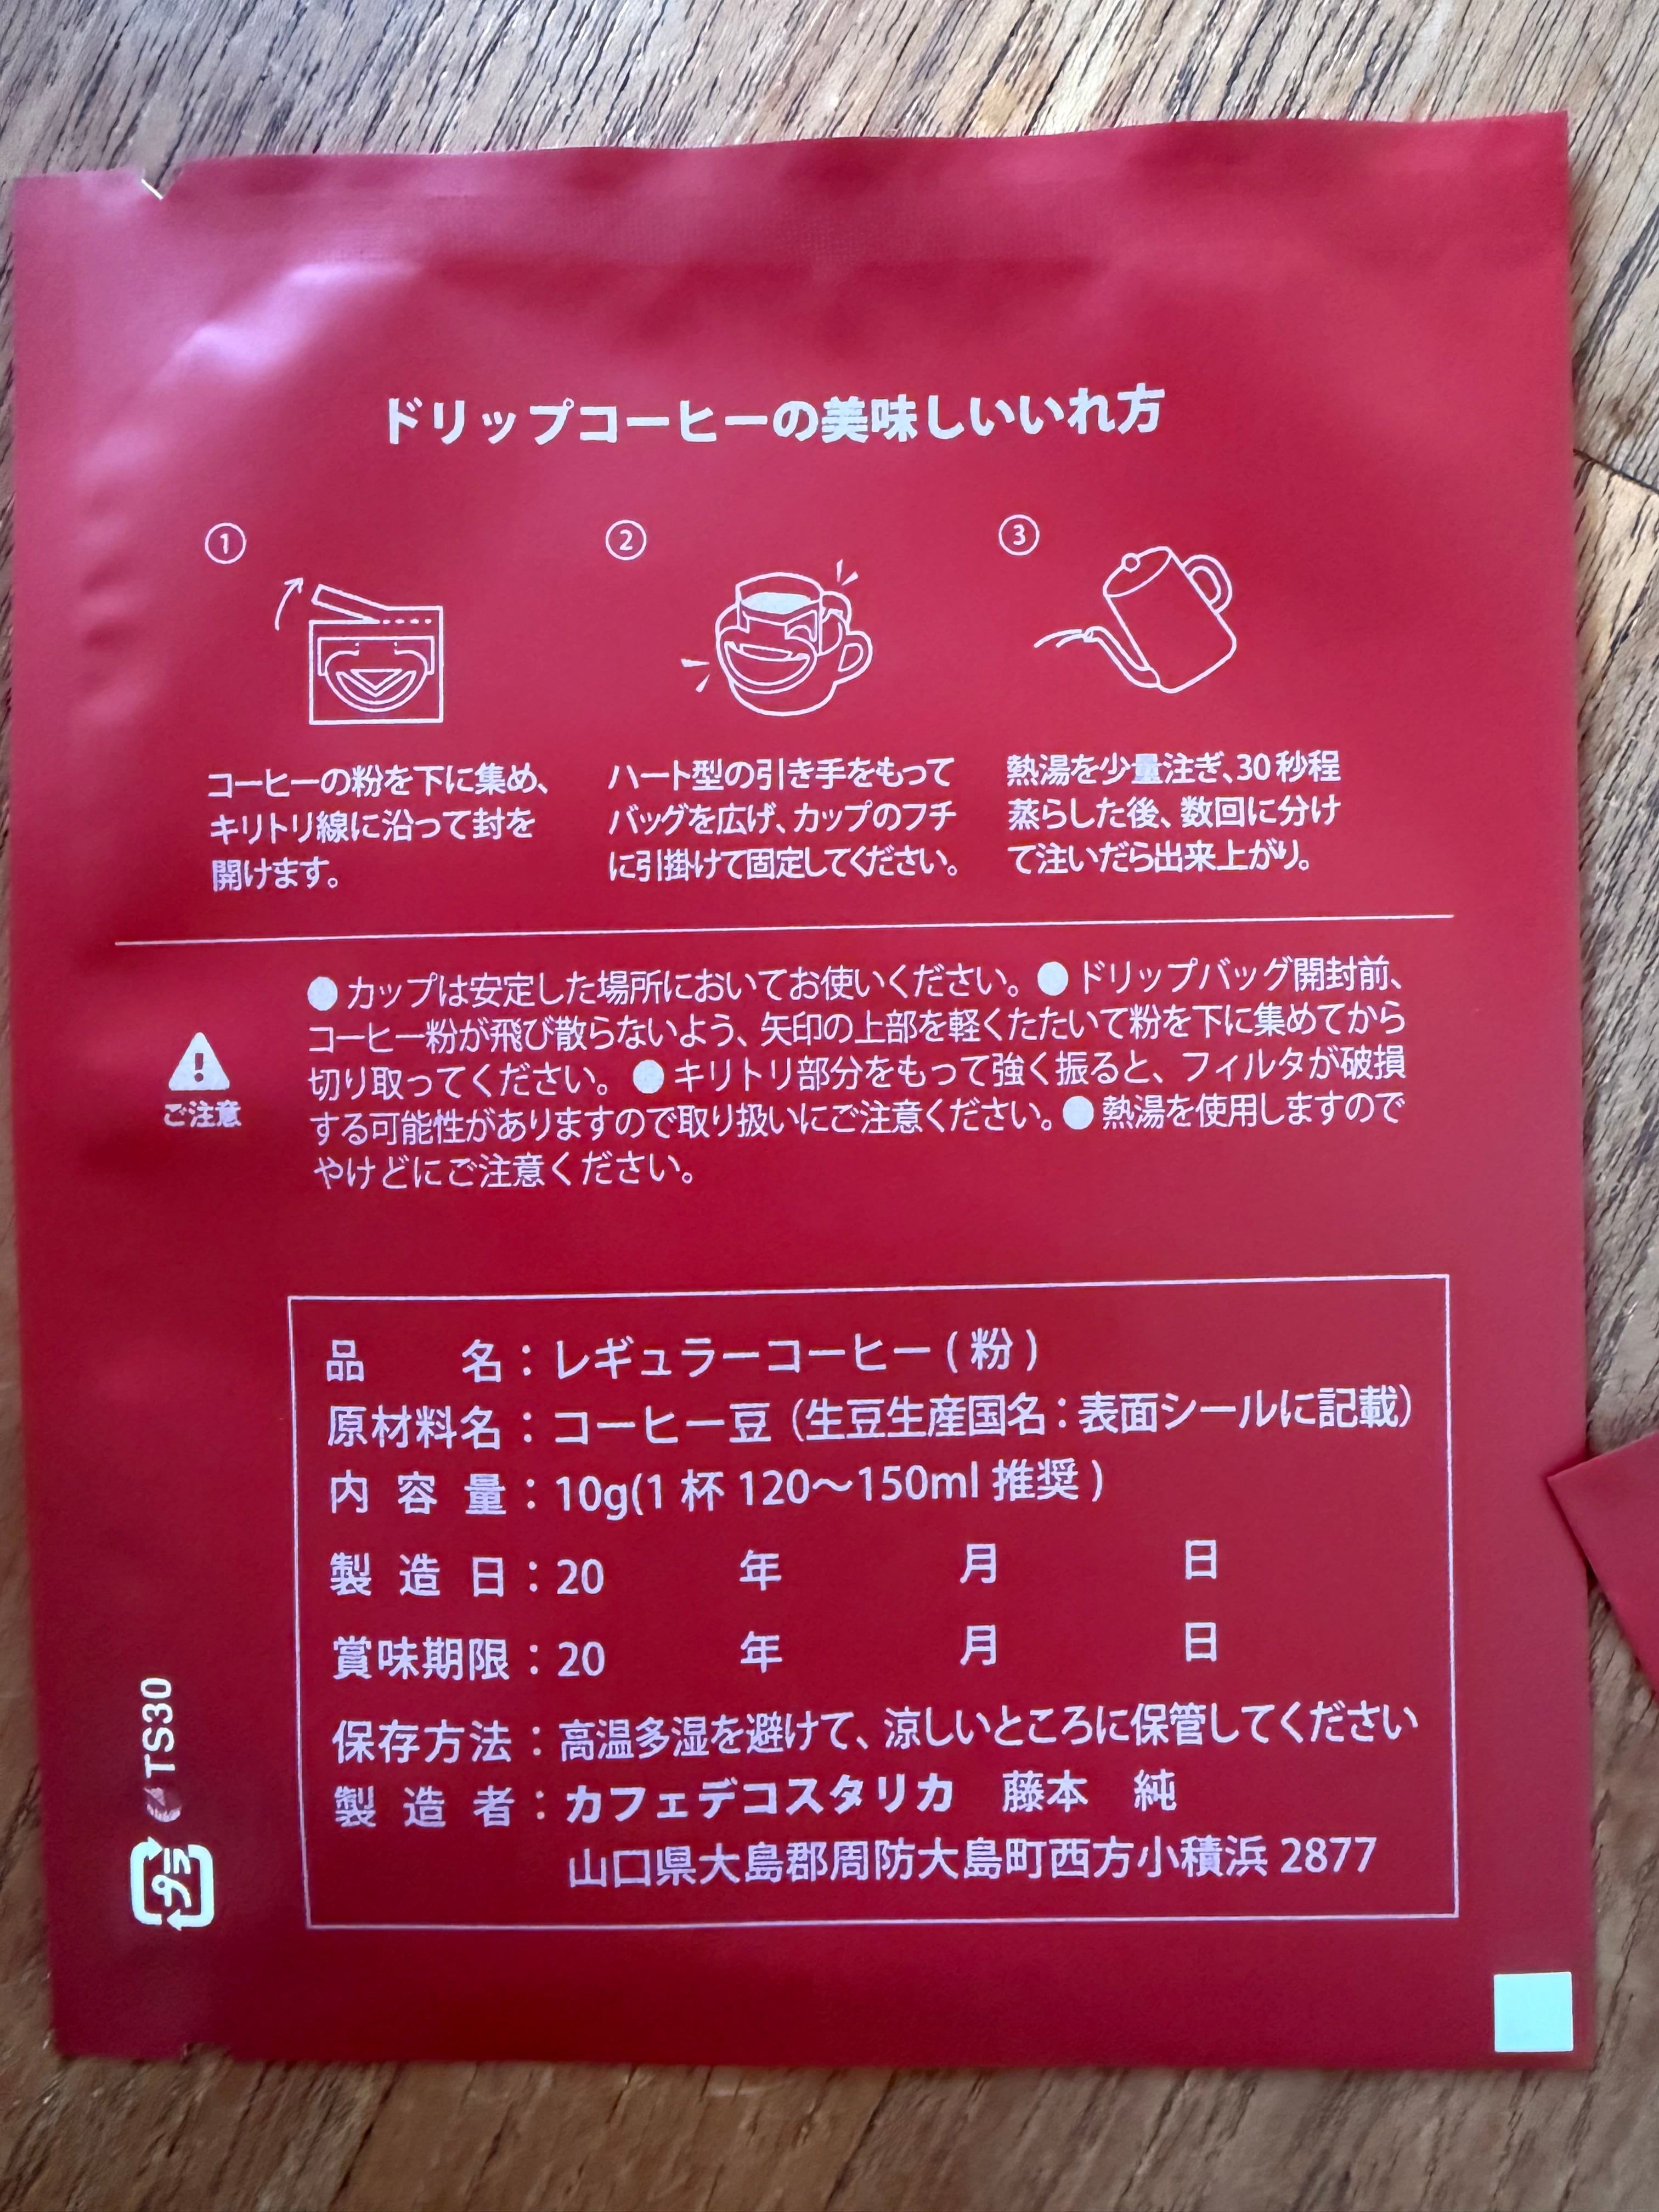 ドリップコーヒーの美味しいいれ方
①
コーヒーの粉を下に集め、
キリトリ線に沿って封を
開けます。
②
ハート型の引き手をもって
バッグを広げ、カップのフチ
に引掛けて固定してください。
③
熱湯を少量注ぎ、30秒程
蒸らした後、数回に分け
て注いだら出来上がり。
ご注意
●カップは安定した場所においてお使いください。●ドリップバッグ開封前、
コーヒー粉が飛び散らないよう、矢印の上部を軽くたたいて粉を下に集めてから
切り取ってください。●キリトリ部分をもって強く振ると、フィルタが破損
する可能性がありますので取り扱いにご注意ください。●熱湯を使用しますので
やけどにご注意ください。
品名：レギュラーコーヒー(粉)
原材料名：コーヒー豆（生豆生産国名：表面シールに記載）
内容量：10g(1杯 120〜150ml 推奨)
製造日：20 年 月 日
賞味期限：20 年 月 日
保存方法：高温多湿を避けて、涼しいところに保管してください
製造者：カフェデコスタリカ 藤本 純
山口県大島郡周防大島町西方小積浜 2877
TS30
プラ